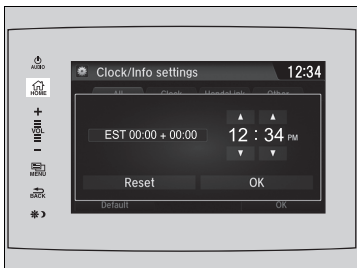 AUDIO
HOME
+
VOL
-
MENU
BACK
Clock/Info settings 12:34
All Clock HondaLink Other
EST 00:00 + 00:00 12 : 34 PM
Reset OK
Default OK